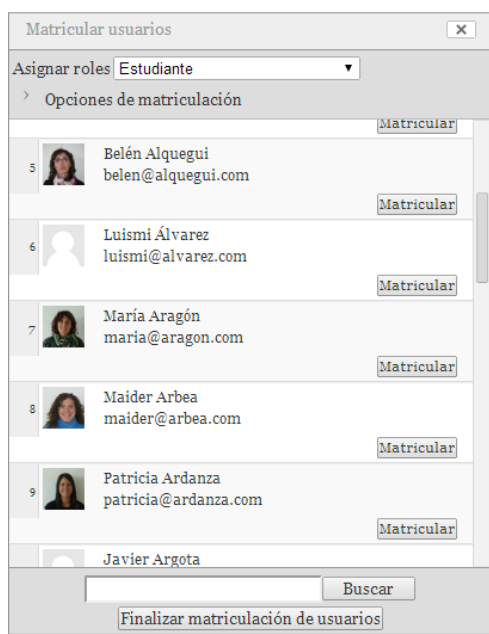 Matricular usuarios
Asignar roles Estudiante
Opciones de matriculación
Matricular
5 Belén Alquegui
belen@alquegui.com
Matricular
6 Luismi Álvarez
luismi@alvarez.com
Matricular
7 María Aragón
maria@aragon.com
Matricular
8 Maider Arbea
maider@arbea.com
Matricular
9 Patricia Ardanza
patricia@ardanza.com
Matricular
Javier Argota
Buscar
Finalizar matriculación de usuarios